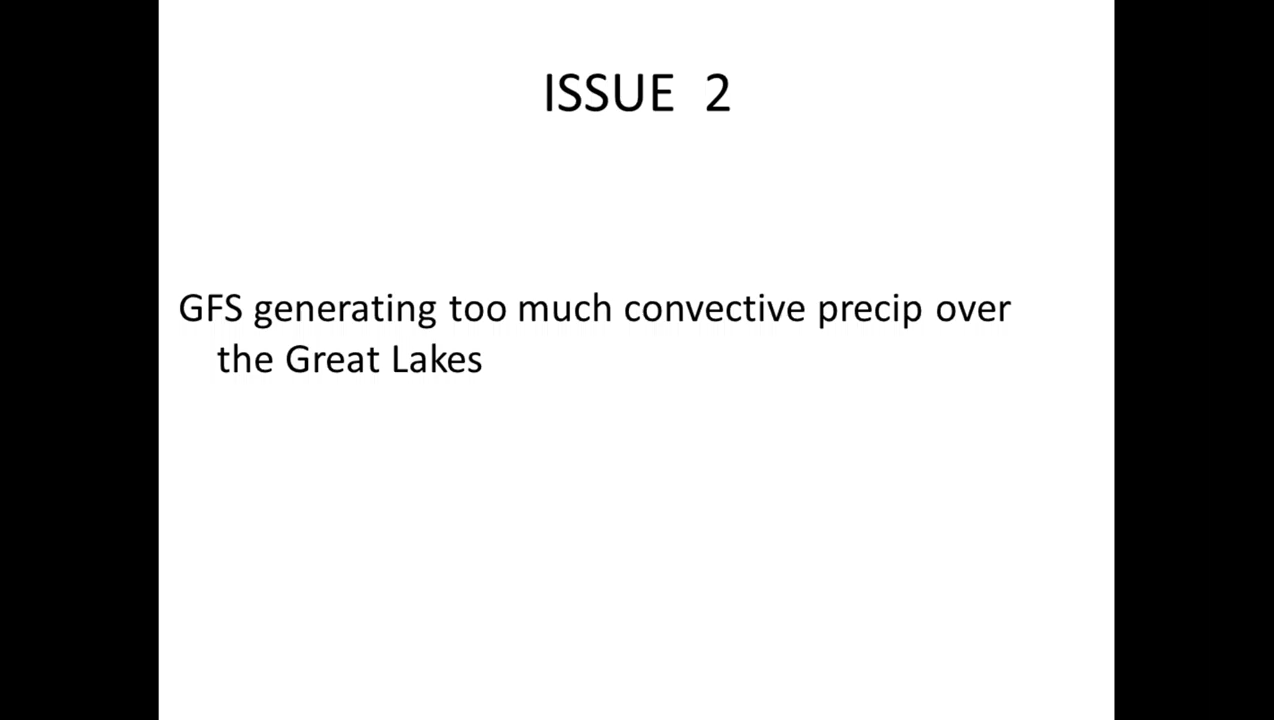 ISSUE 2
GFS generating too much convective precip over
the Great Lakes